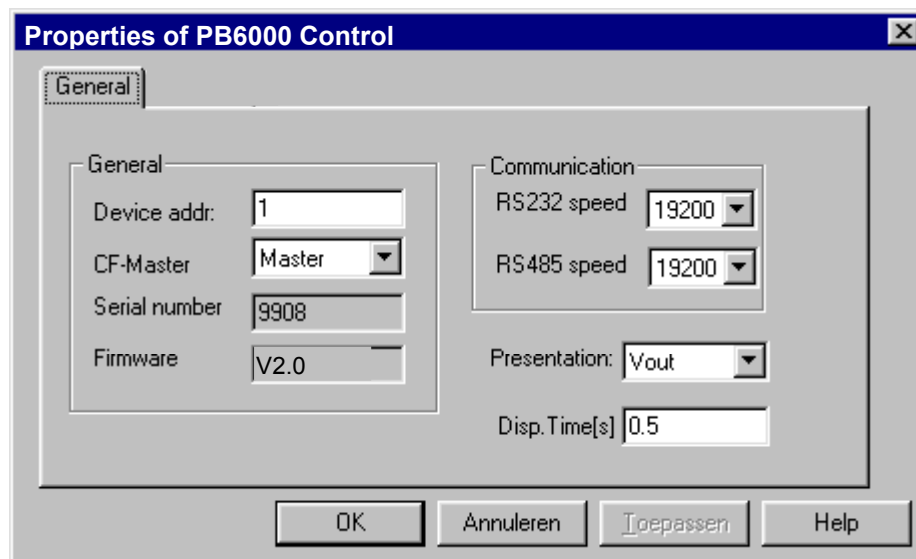 Properties of PB6000 Control
General
General
Device addr: 1
CF-Master Master
Serial number 9908
Firmware V2.0
Communication
RS232 speed 19200
RS485 speed 19200
Presentation: Vout
Disp.Time[s] 0.5
OK Annuleren Toepassen Help